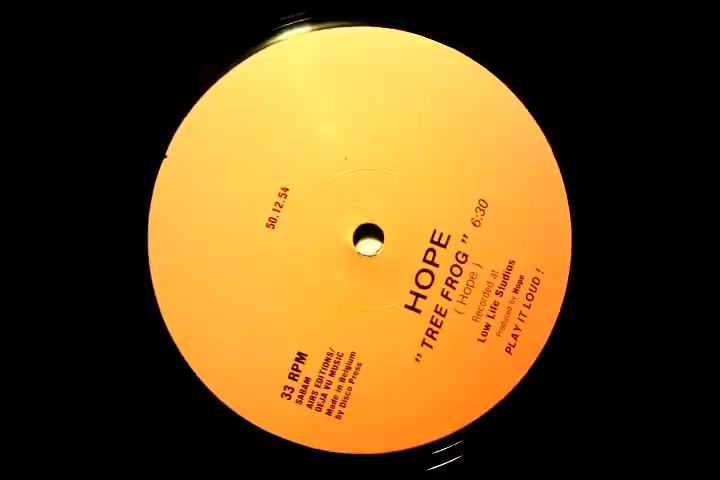 50.12.54
HOPE
„ TREE FROG ” 6:30
( Hope )
Recorded at
Low Life Studios
Produced by Hope
PLAY IT LOUD !
33 RPM
SABAM
AIRS EDITIONS/
DEJA VU MUSIC
Made in Belgium
by Disco Press